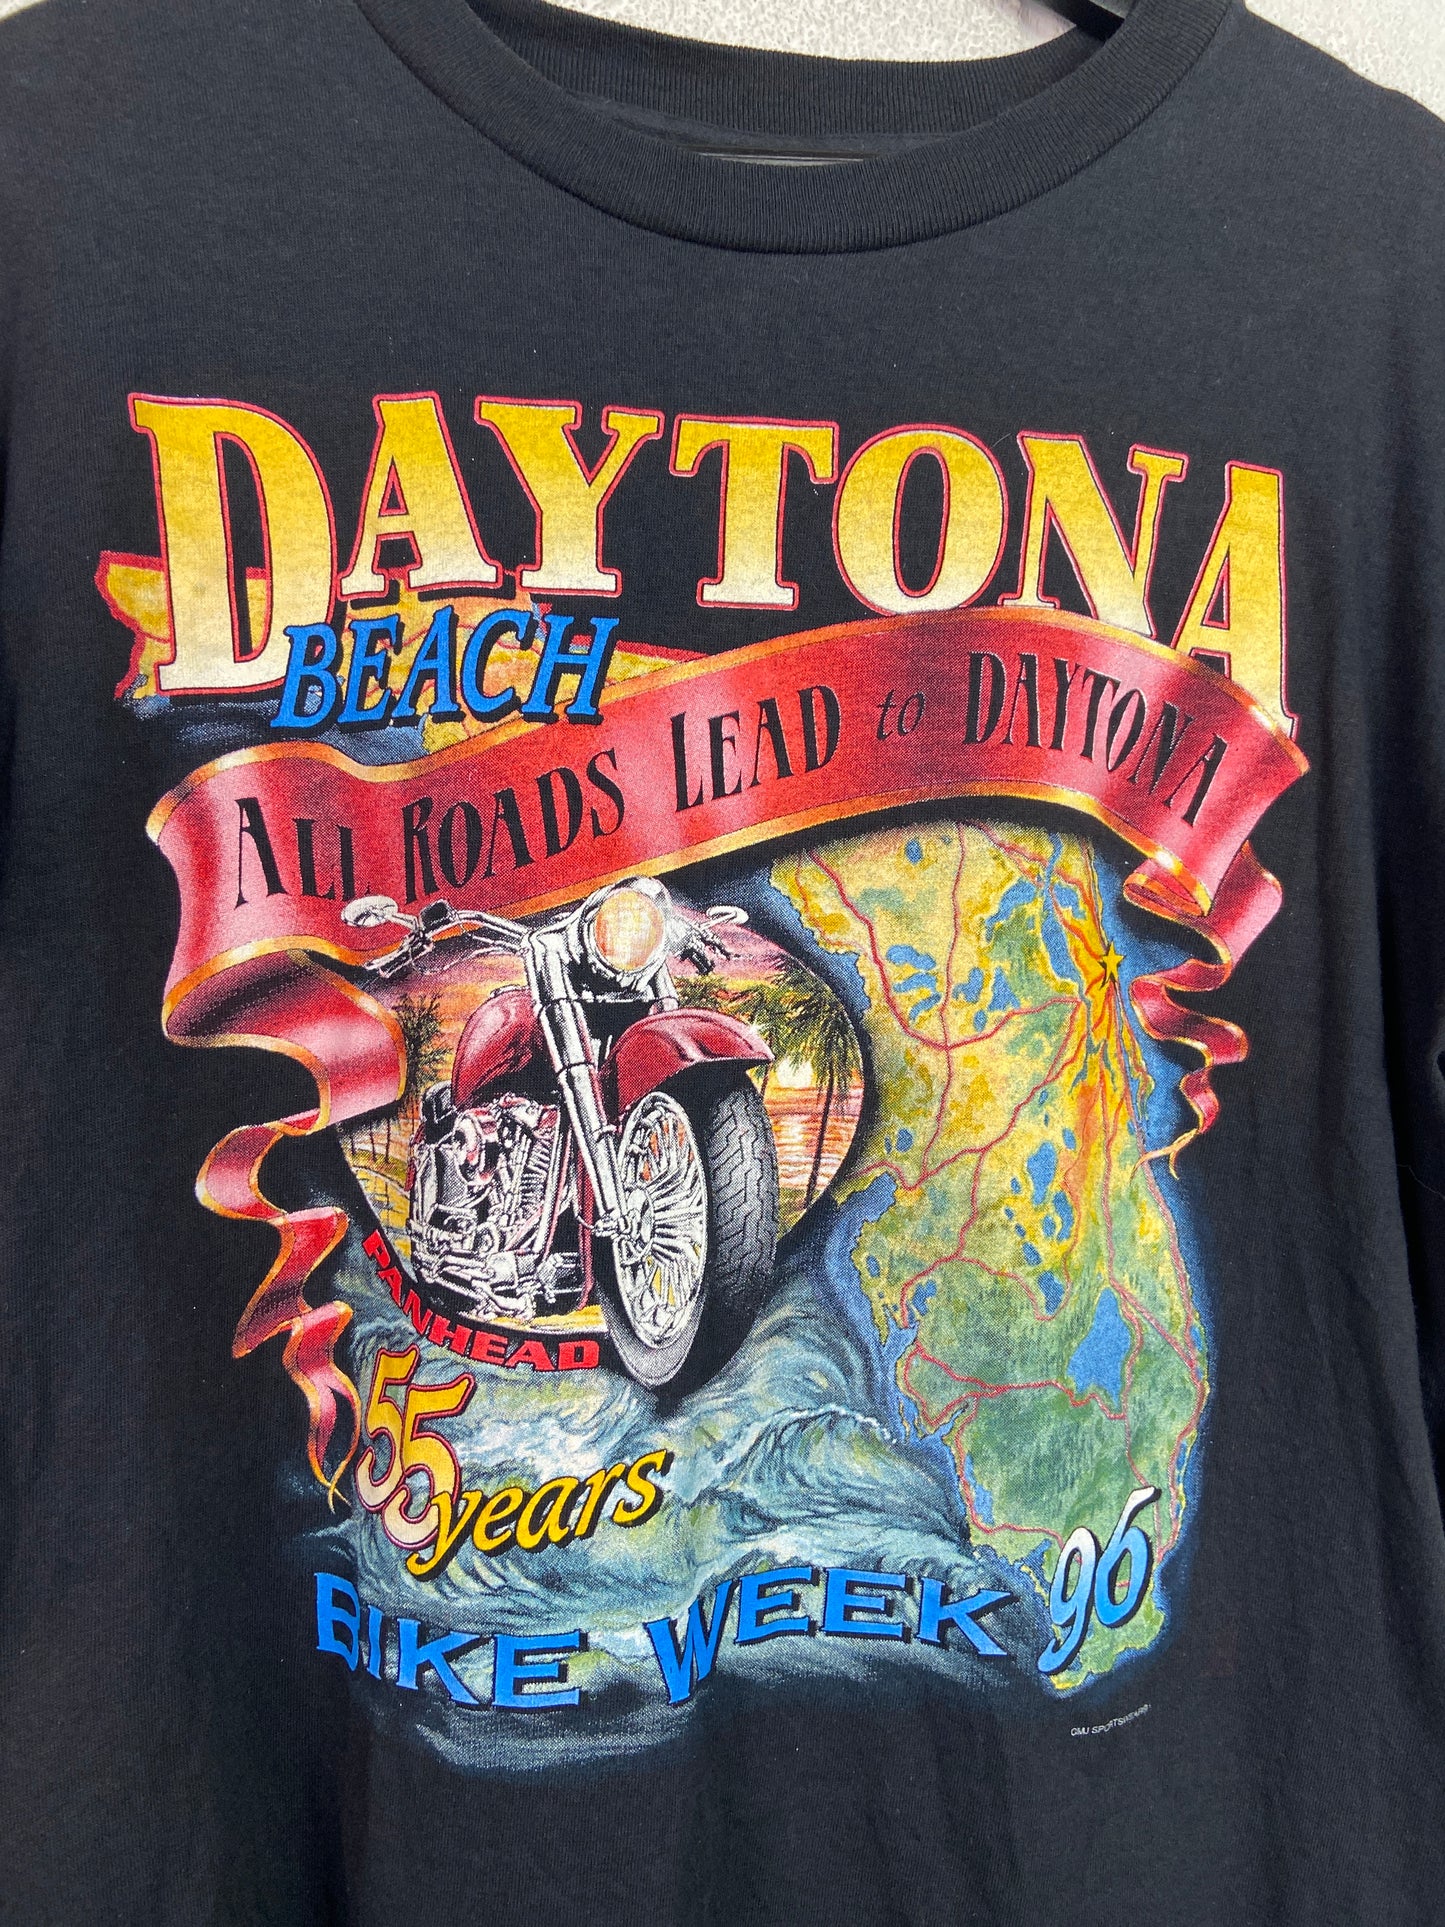 DAYTONA
BEACH
ALL ROADS LEAD to DAYTONA
PANHEAD
55 years
BIKE WEEK 96